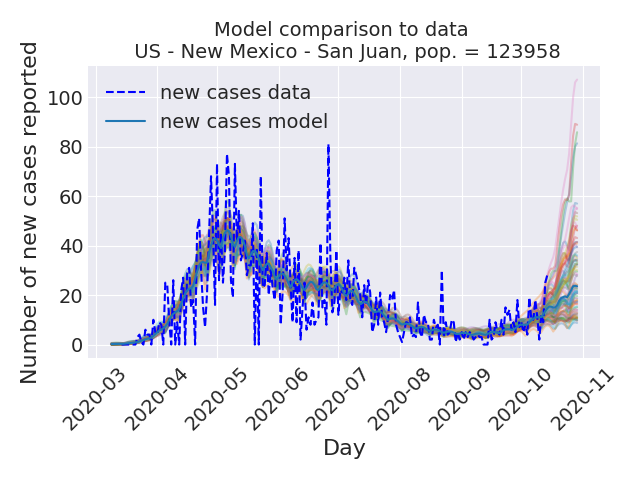 Model comparison to data
US - New Mexico - San Juan, pop. = 123958
Number of new cases reported
100
80
60
40
20
0
new cases data
new cases model
2020-03
2020-04
2020-05
2020-06
2020-07
2020-08
2020-09
2020-10
2020-11
Day